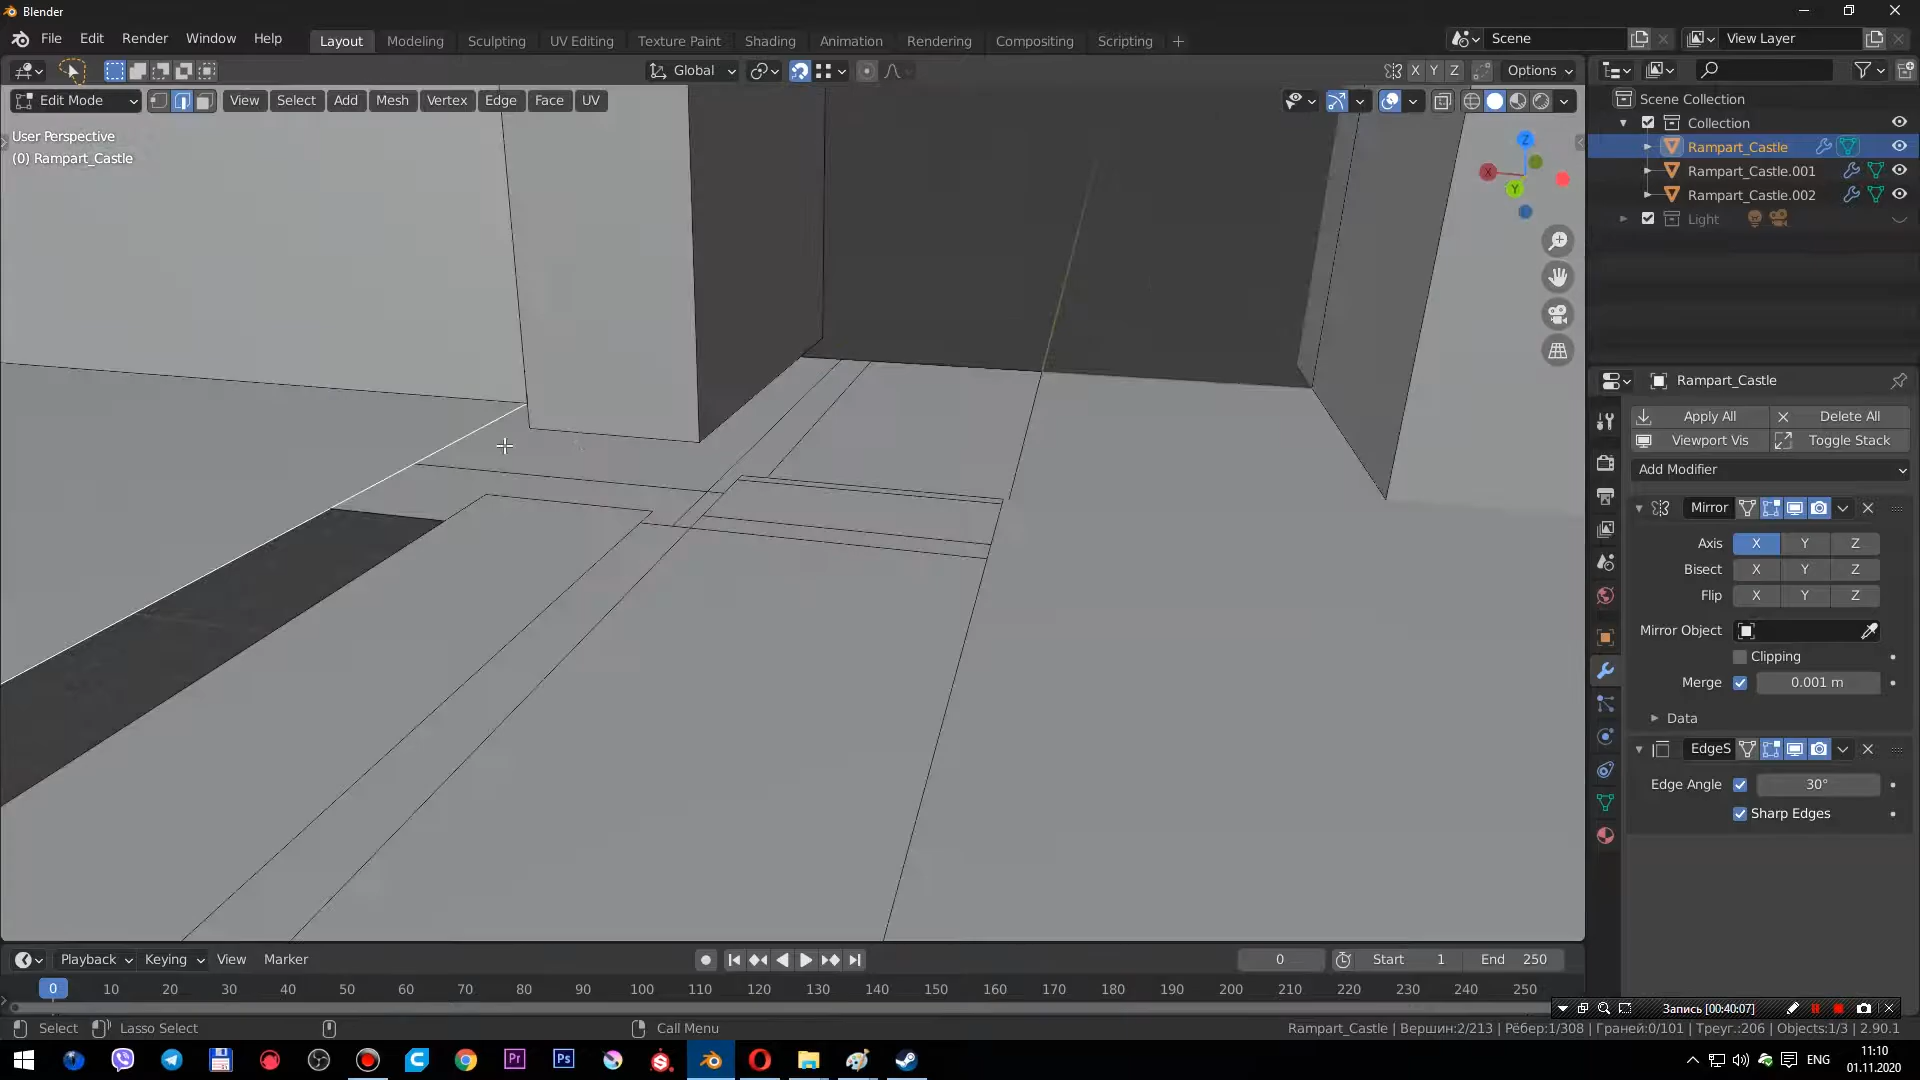 Blender
File Edit Render Window Help
Layout Modeling Sculpting UV Editing Texture Paint Shading Animation Rendering Compositing Scripting +
Scene
View Layer
Global
X Y Z Options
Edit Mode View Select Add Mesh Vertex Edge Face UV
User Perspective
(0) Rampart_Castle
Z
X
Y
Scene Collection
Collection
Rampart_Castle
Rampart_Castle.001
Rampart_Castle.002
Light
Rampart_Castle
Apply All Delete All
Viewport Vis Toggle Stack
Add Modifier
Mirror
Axis X Y Z
Bisect X Y Z
Flip X Y Z
Mirror Object
Clipping
Merge 0.001 m
Data
EdgeS
Edge Angle 30°
Sharp Edges
Playback Keying View Marker
0 Start 1 End 250
0 10 20 30 40 50 60 70 80 90 100 110 120 130 140 150 160 170 180 190 200 210 220 230 240 250
Запись [00:40:07]
Select Lasso Select Call Menu
Rampart_Castle | Вершин:2/213 | Рёбер:1/308 | Граней:0/101 | Треуг.:206 | Objects:1/3 | 2.90.1
Pr Ps
ENG
11:10
01.11.2020